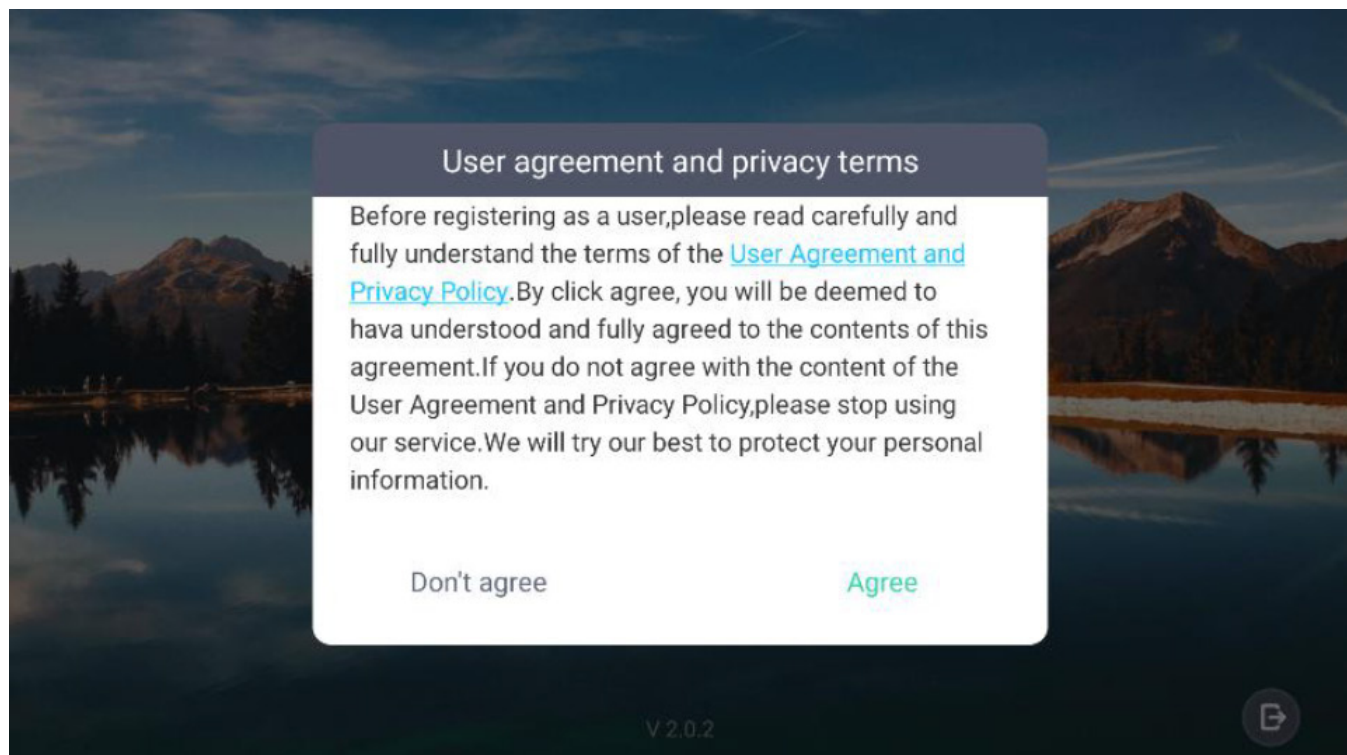 User agreement and privacy terms
Before registering as a user,please read carefully and
fully understand the terms of the User Agreement and
Privacy Policy.By click agree, you will be deemed to
hava understood and fully agreed to the contents of this
agreement.If you do not agree with the content of the
User Agreement and Privacy Policy,please stop using
our service.We will try our best to protect your personal
information.
Don't agree
Agree
V 2.0.2